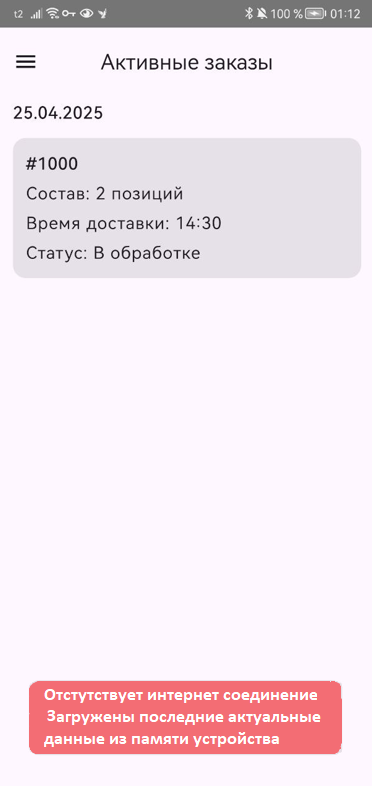 t2 100 % 01:12
Активные заказы
25.04.2025
#1000
Состав: 2 позиций
Время доставки: 14:30
Статус: В обработке
Отстутствует интернет соединение
Загружены последние актуальные
данные из памяти устройства